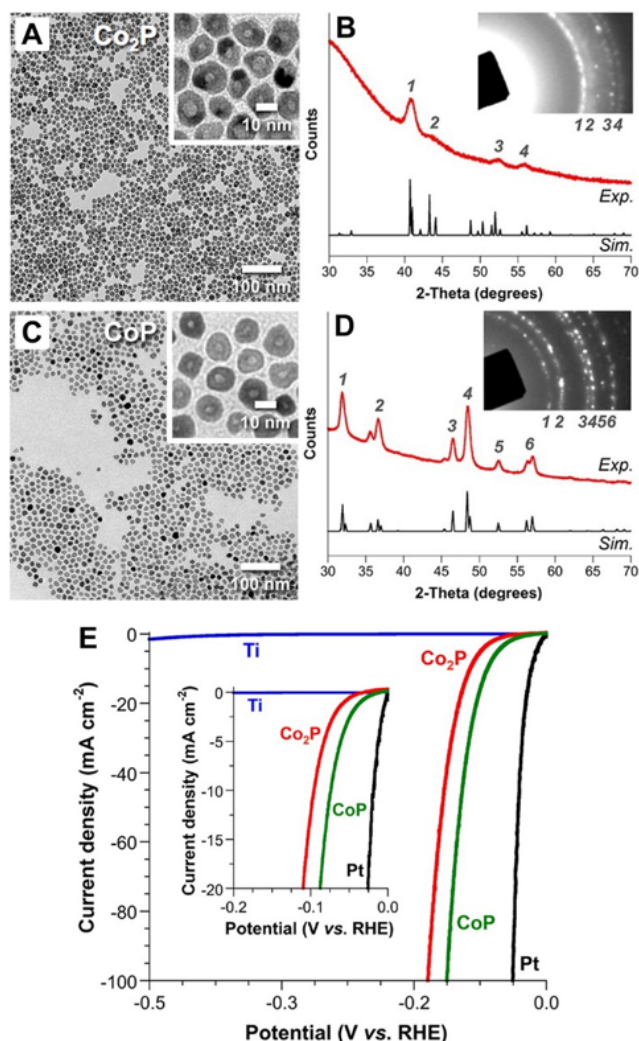 A
Co₂P
10 nm
100 nm
B
Counts
1
2
3
4
12 34
Exp.
Sim.
30 35 40 45 50 55 60 65 70
2-Theta (degrees)
C
CoP
10 nm
100 nm
D
Counts
1
2
3
4
5
6
1 2 3456
Exp.
Sim.
30 35 40 45 50 55 60 65 70
2-Theta (degrees)
E
Current density (mA cm⁻²)
0
-20
-40
-60
-80
-100
Ti
Co₂P
CoP
Pt
Current density (mA cm⁻²)
0
-5
-10
-15
-20
Ti
Co₂P
CoP
Pt
-0.2 -0.1 0.0
Potential (V vs. RHE)
-0.5 -0.3 -0.2 0.0
Potential (V vs. RHE)